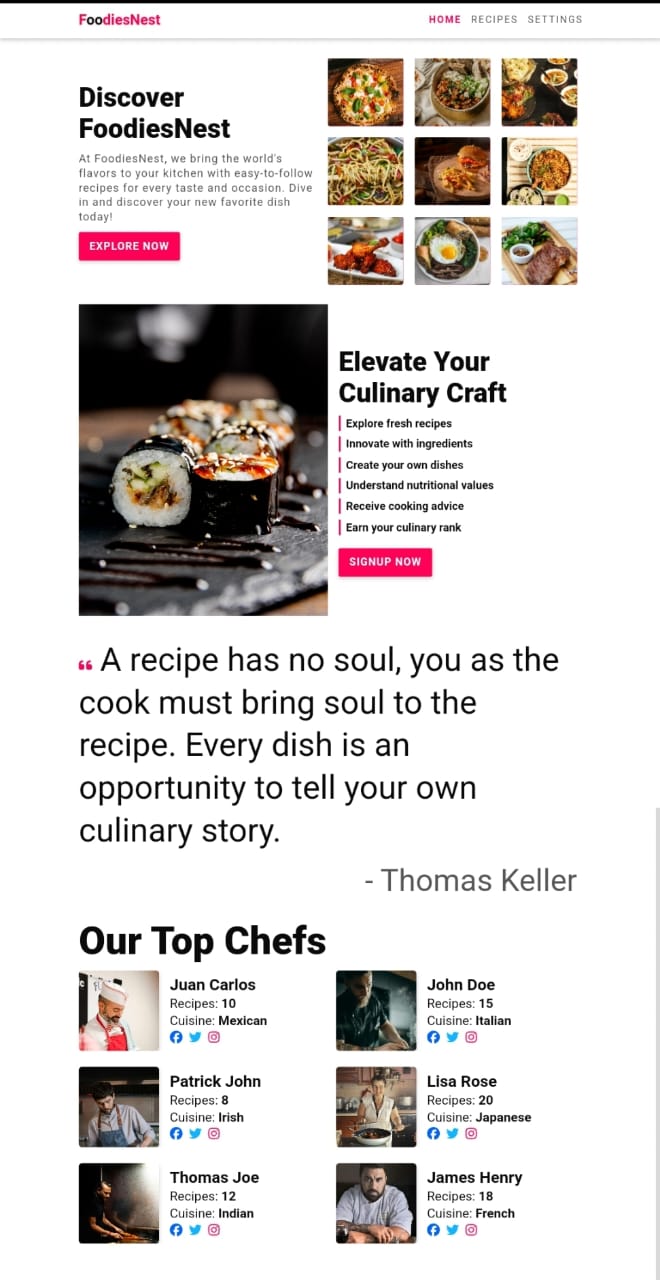 FoodiesNest
HOME RECIPES SETTINGS
Discover
FoodiesNest
At FoodiesNest, we bring the world's
flavors to your kitchen with easy-to-follow
recipes for every taste and occasion. Dive
in and discover your new favorite dish
today!
EXPLORE NOW
Elevate Your
Culinary Craft
Explore fresh recipes
Innovate with ingredients
Create your own dishes
Understand nutritional values
Receive cooking advice
Earn your culinary rank
SIGNUP NOW
“ A recipe has no soul, you as the
cook must bring soul to the
recipe. Every dish is an
opportunity to tell your own
culinary story.
- Thomas Keller
Our Top Chefs
Juan Carlos
Recipes: 10
Cuisine: Mexican
John Doe
Recipes: 15
Cuisine: Italian
Patrick John
Recipes: 8
Cuisine: Irish
Lisa Rose
Recipes: 20
Cuisine: Japanese
Thomas Joe
Recipes: 12
Cuisine: Indian
James Henry
Recipes: 18
Cuisine: French